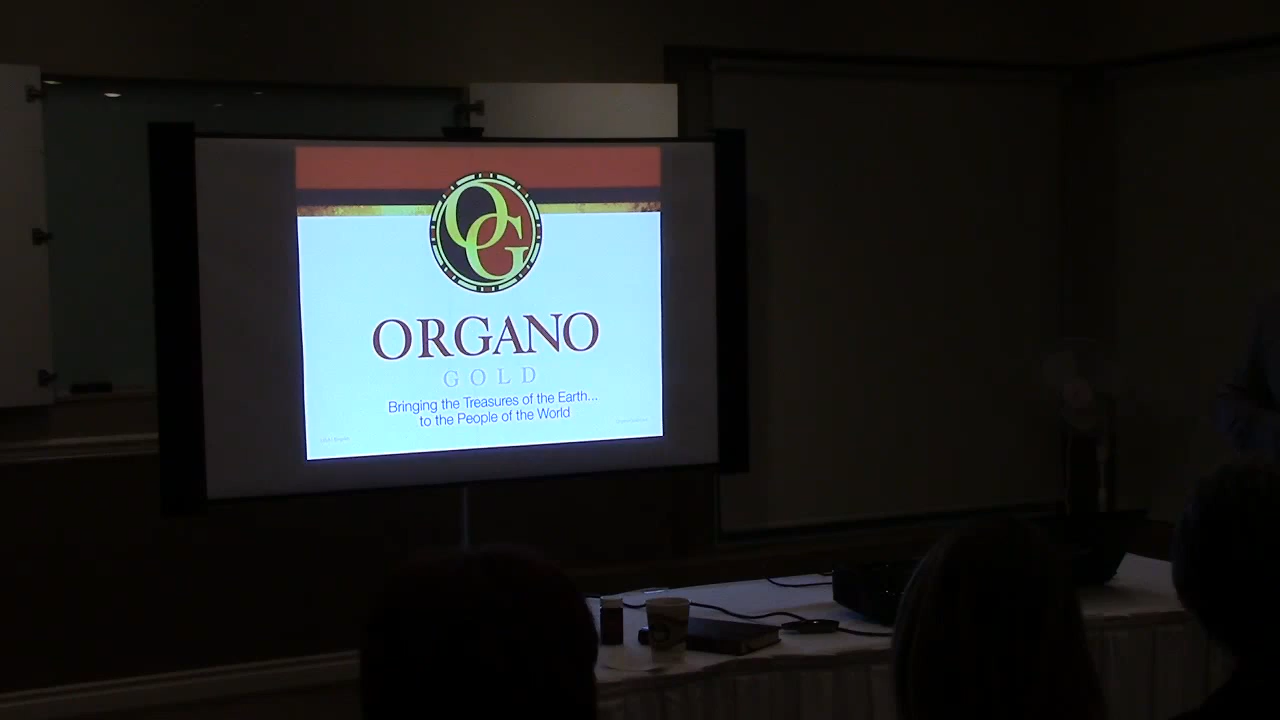 OG
ORGANO
GOLD
Bringing the Treasures of the Earth...
to the People of the World